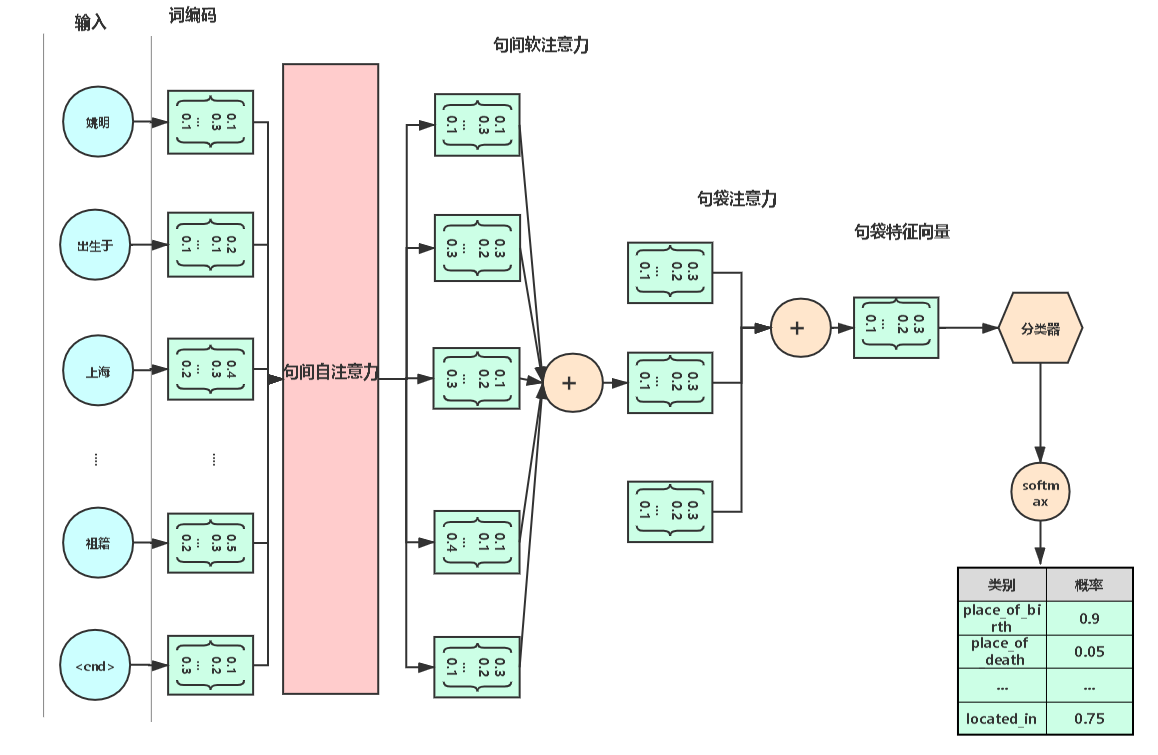 输入
词编码
句间软注意力
句袋注意力
句袋特征向量
姚明
0.1 ... 0.3 0.1
0.1 ... 0.3 0.1
出生于
0.1 ... 0.1 0.2
0.3 ... 0.2 0.3
0.1 ... 0.2 0.3
上海
0.2 ... 0.3 0.4
句间自注意力
0.3 ... 0.2 0.1
+
0.1 ... 0.2 0.3
+
0.1 ... 0.2 0.3
分类器
...
...
祖籍
0.2 ... 0.3 0.5
0.4 ... 0.1 0.1
0.1 ... 0.2 0.3
softm
ax
<end>
0.3 ... 0.2 0.1
0.1 ... 0.2 0.3
类别 概率
place_of_bi
rth
0.9
place_of
death
0.05
... ...
located_in 0.75